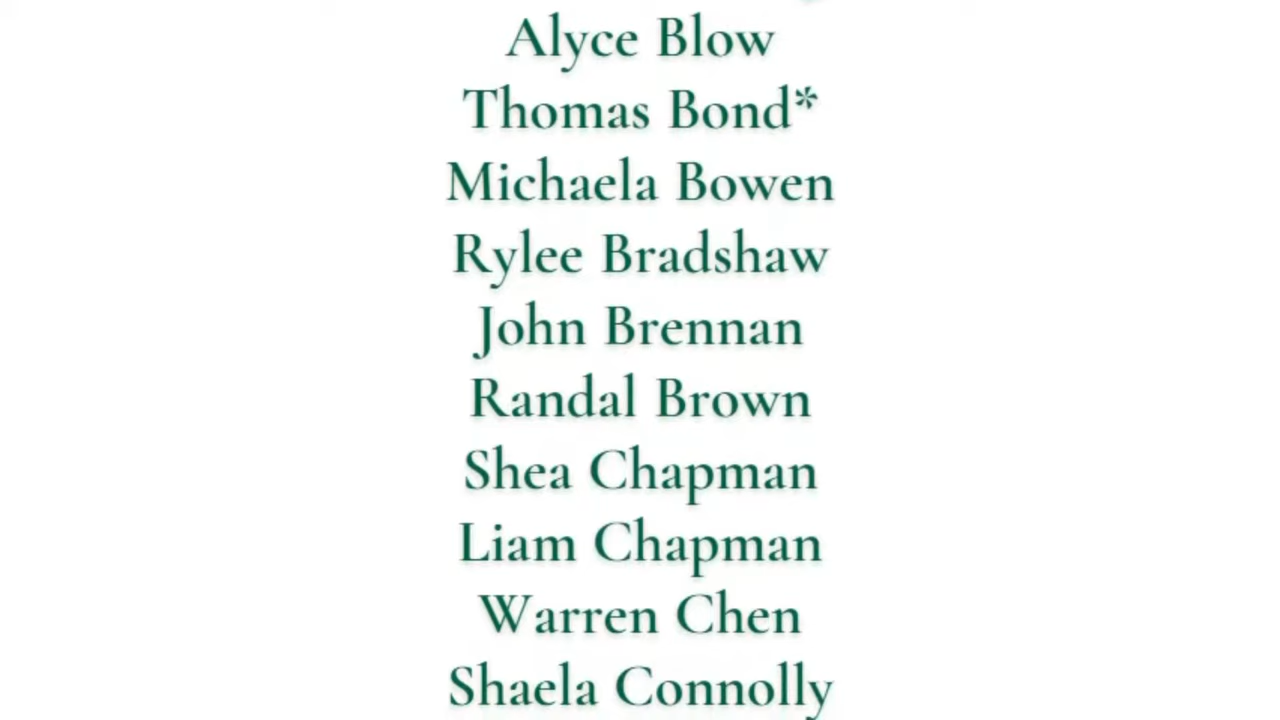 Alyce Blow
Thomas Bond*
Michaela Bowen
Rylee Bradshaw
John Brennan
Randal Brown
Shea Chapman
Liam Chapman
Warren Chen
Shaela Connolly